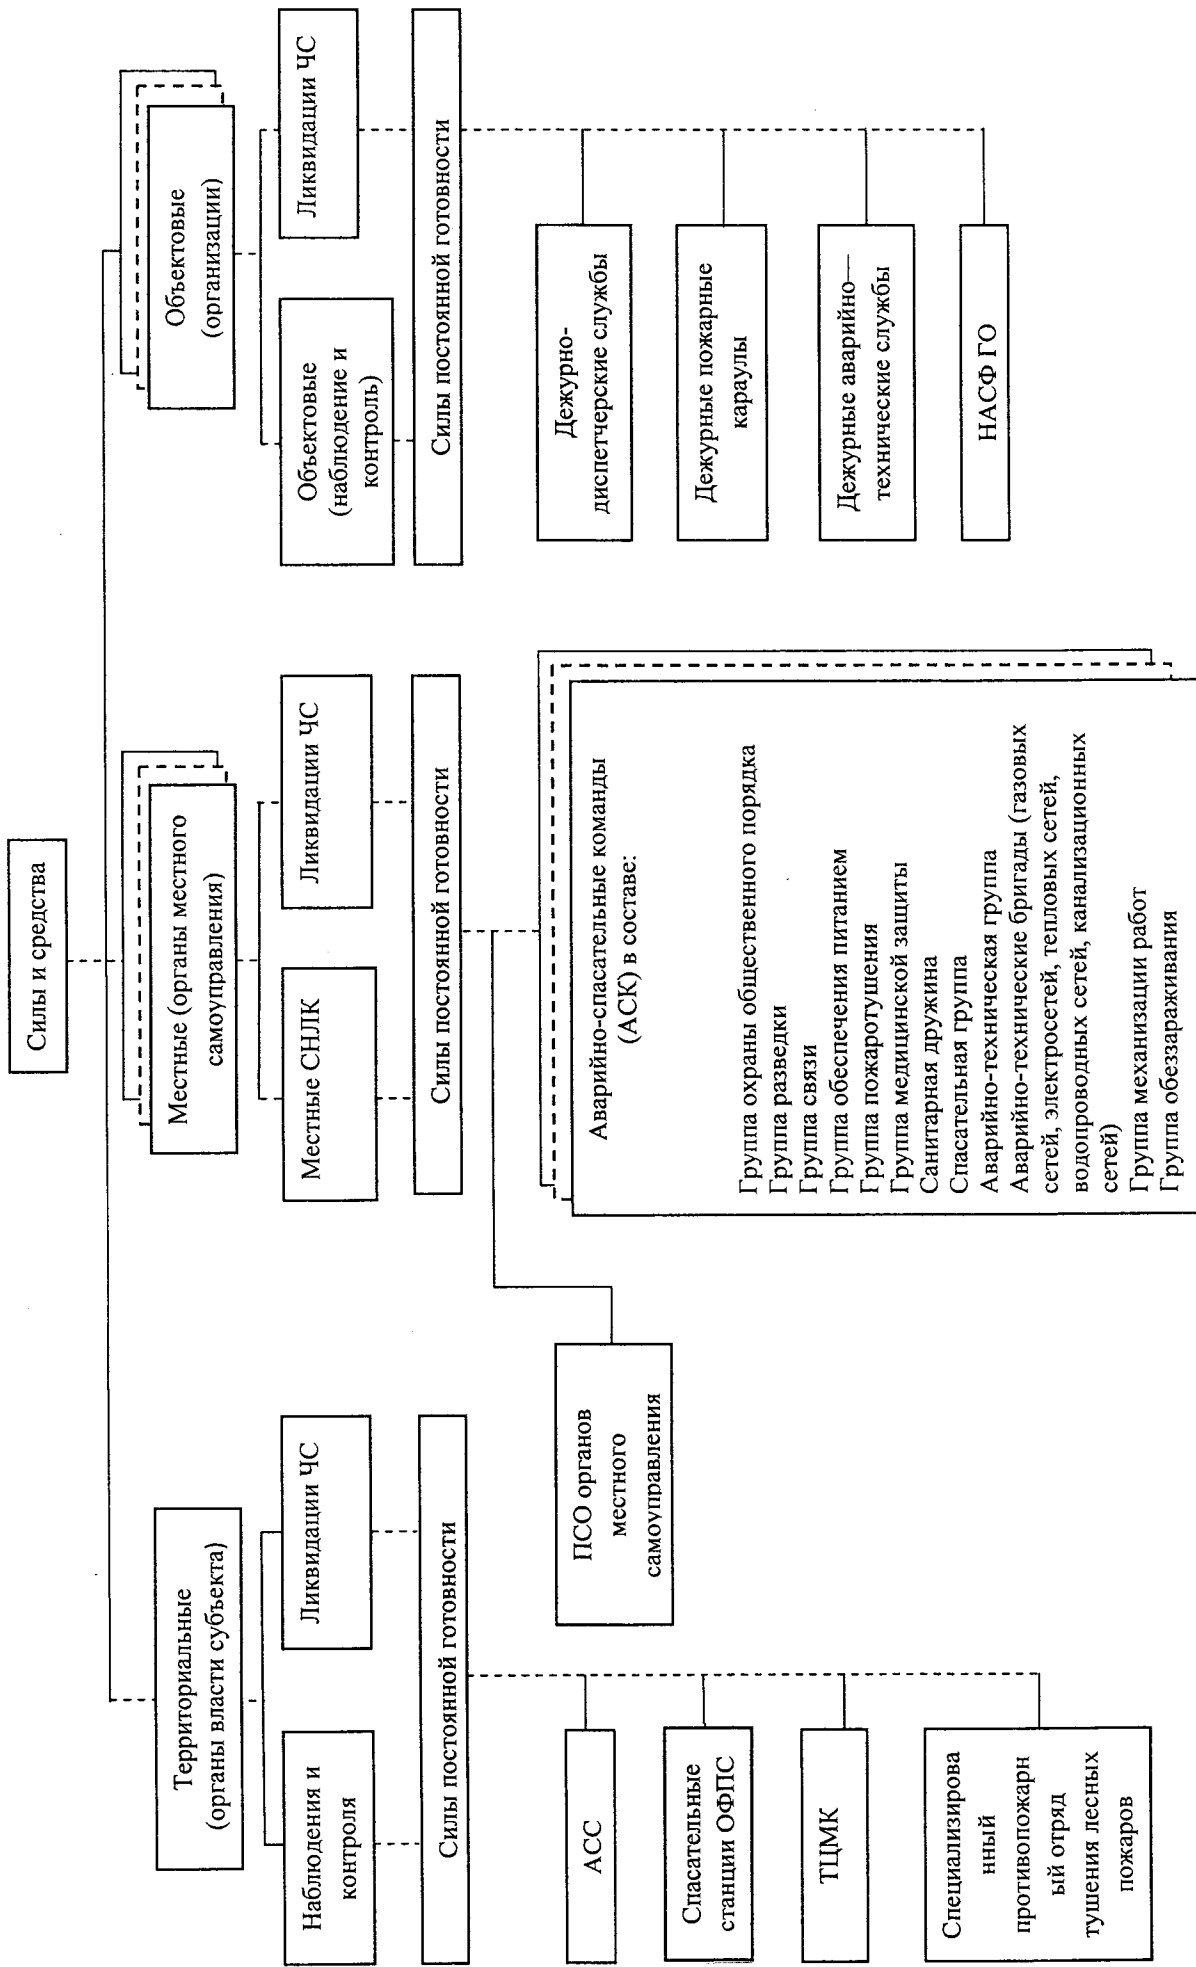 Силы и средства
Территориальные
(органы власти субъекта)
Местные (органы местного
самоуправления)
Объектовые
(организации)
Наблюдения и
контроля
Ликвидации ЧС
Местные СНЛК
Ликвидации ЧС
Объектовые
(наблюдение и
контроль)
Ликвидации ЧС
Силы постоянной готовности
Силы постоянной готовности
Силы постоянной готовности
АСС
Спасательные
станции ОФПС
ТЦМК
Специализирова
нный
противопожарн
ый отряд
тушения лесных
пожаров
ПСО органов
местного
самоуправления
Аварийно-спасательные команды
(АСК) в составе:
Группа охраны общественного порядка
Группа разведки
Группа связи
Группа обеспечения питанием
Группа пожаротушения
Группа медицинской защиты
Санитарная дружина
Спасательная группа
Аварийно-техническая группа
Аварийно-технические бригады (газовых
сетей, электросетей, тепловых сетей,
водопроводных сетей, канализационных
сетей)
Группа механизации работ
Группа обеззараживания
Дежурно-
диспетчерские службы
Дежурные пожарные
караулы
Дежурные аварийно—
технические службы
НАСФ ГО